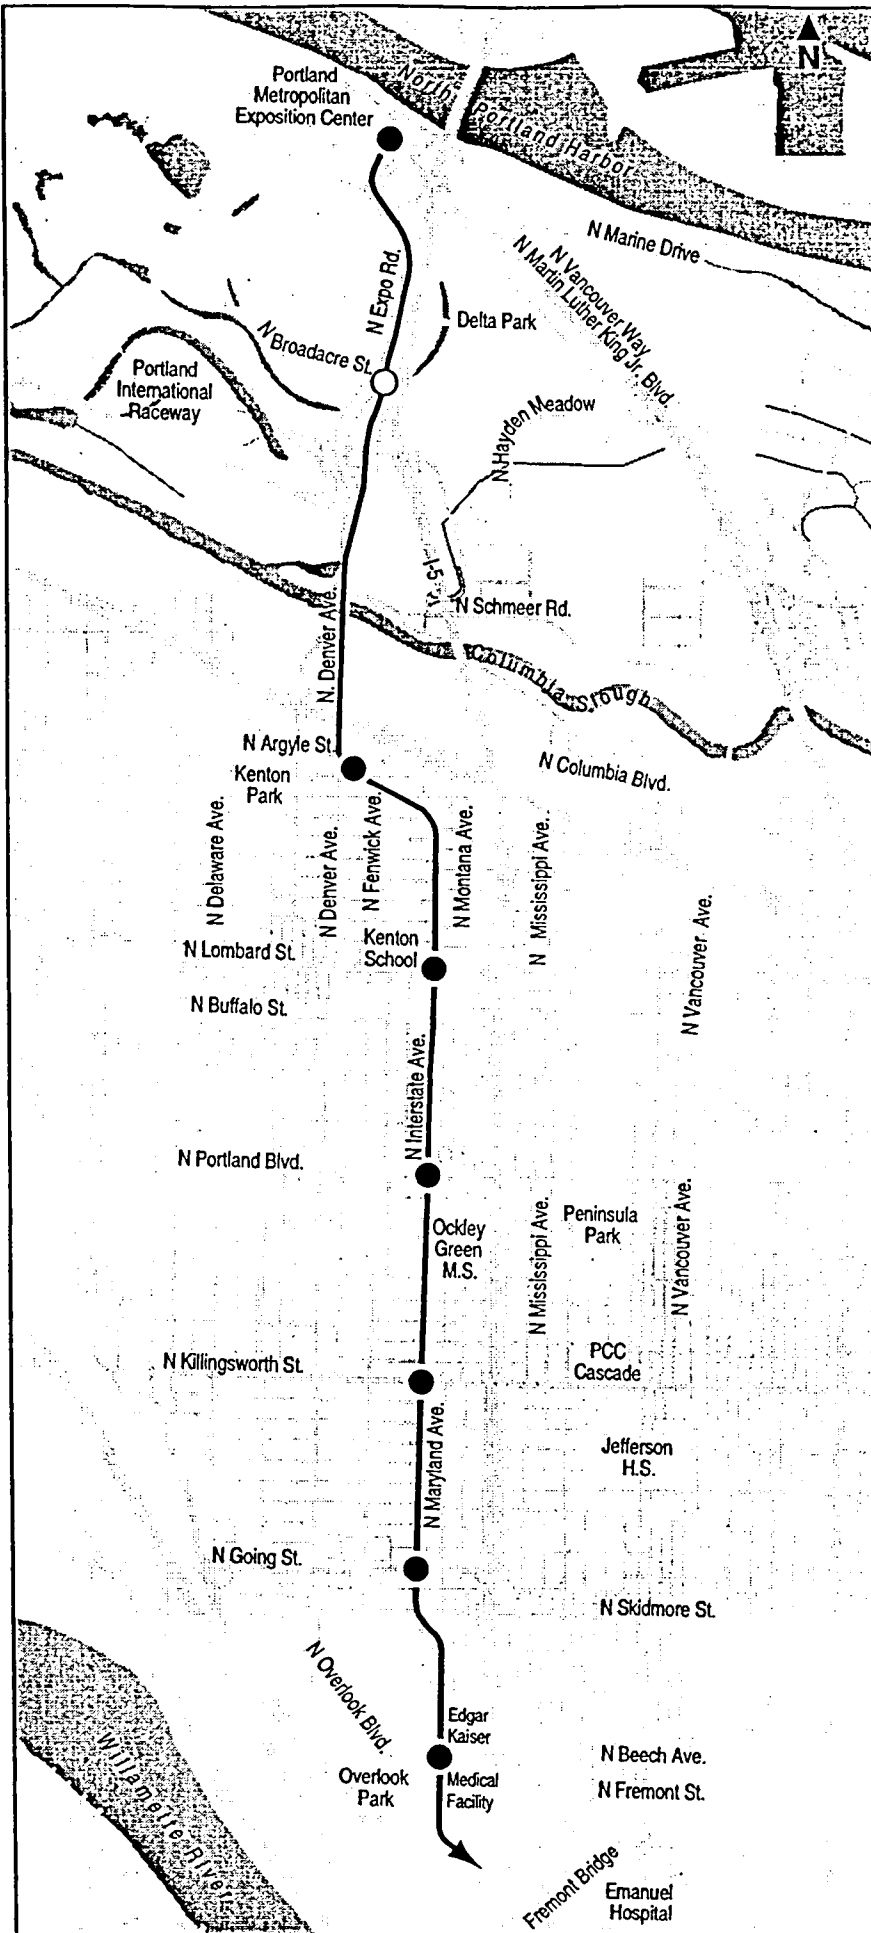 N
Portland
Metropolitan
Exposition Center
North Portland Harbor
N Marine Drive
N Vancouver Way
N Martin Luther King Jr. Blvd.
N Expo Rd.
Delta Park
N Broadacre St.
Portland
International
Raceway
N Hayden Meadow
I-5
N Schmeer Rd.
N. Denver Ave.
Columbia Slough
N Argyle St.
Kenton
Park
N Columbia Blvd.
N Delaware Ave.
N Denver Ave.
N Fenwick Ave.
N Montana Ave.
N Mississippi Ave.
N Vancouver Ave.
N Lombard St.
Kenton
School
N Buffalo St.
N Interstate Ave.
N Portland Blvd.
Ockley
Green
M.S.
N Mississippi Ave.
Peninsula
Park
N Vancouver Ave.
N Killingsworth St.
PCC
Cascade
N Maryland Ave.
Jefferson
H.S.
N Going St.
N Skidmore St.
N Overlook Blvd.
Edgar
Kaiser
Medical
Facility
Overlook
Park
N Beech Ave.
N Fremont St.
Willamette River
Fremont Bridge
Emanuel
Hospital